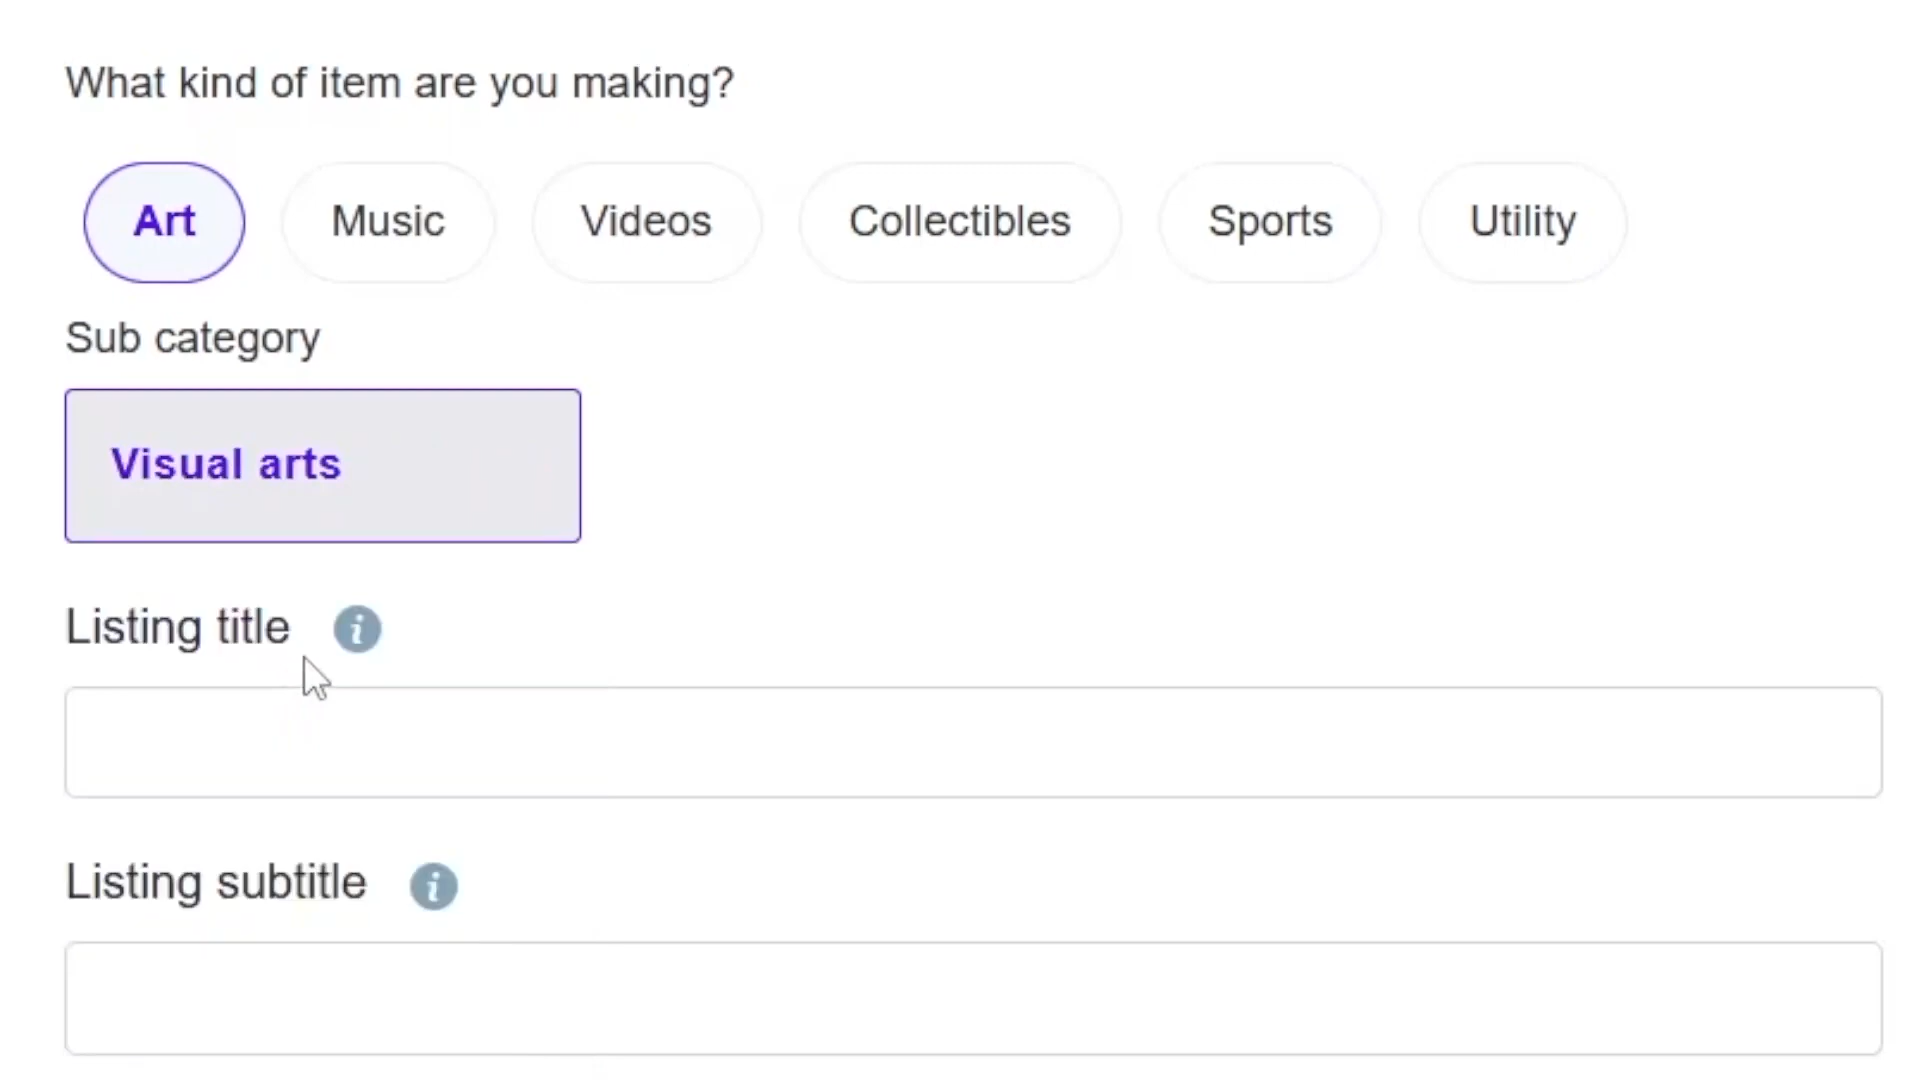 What kind of item are you making?
Art Music Videos Collectibles Sports Utility
Sub category
Visual arts
Listing title
Listing subtitle